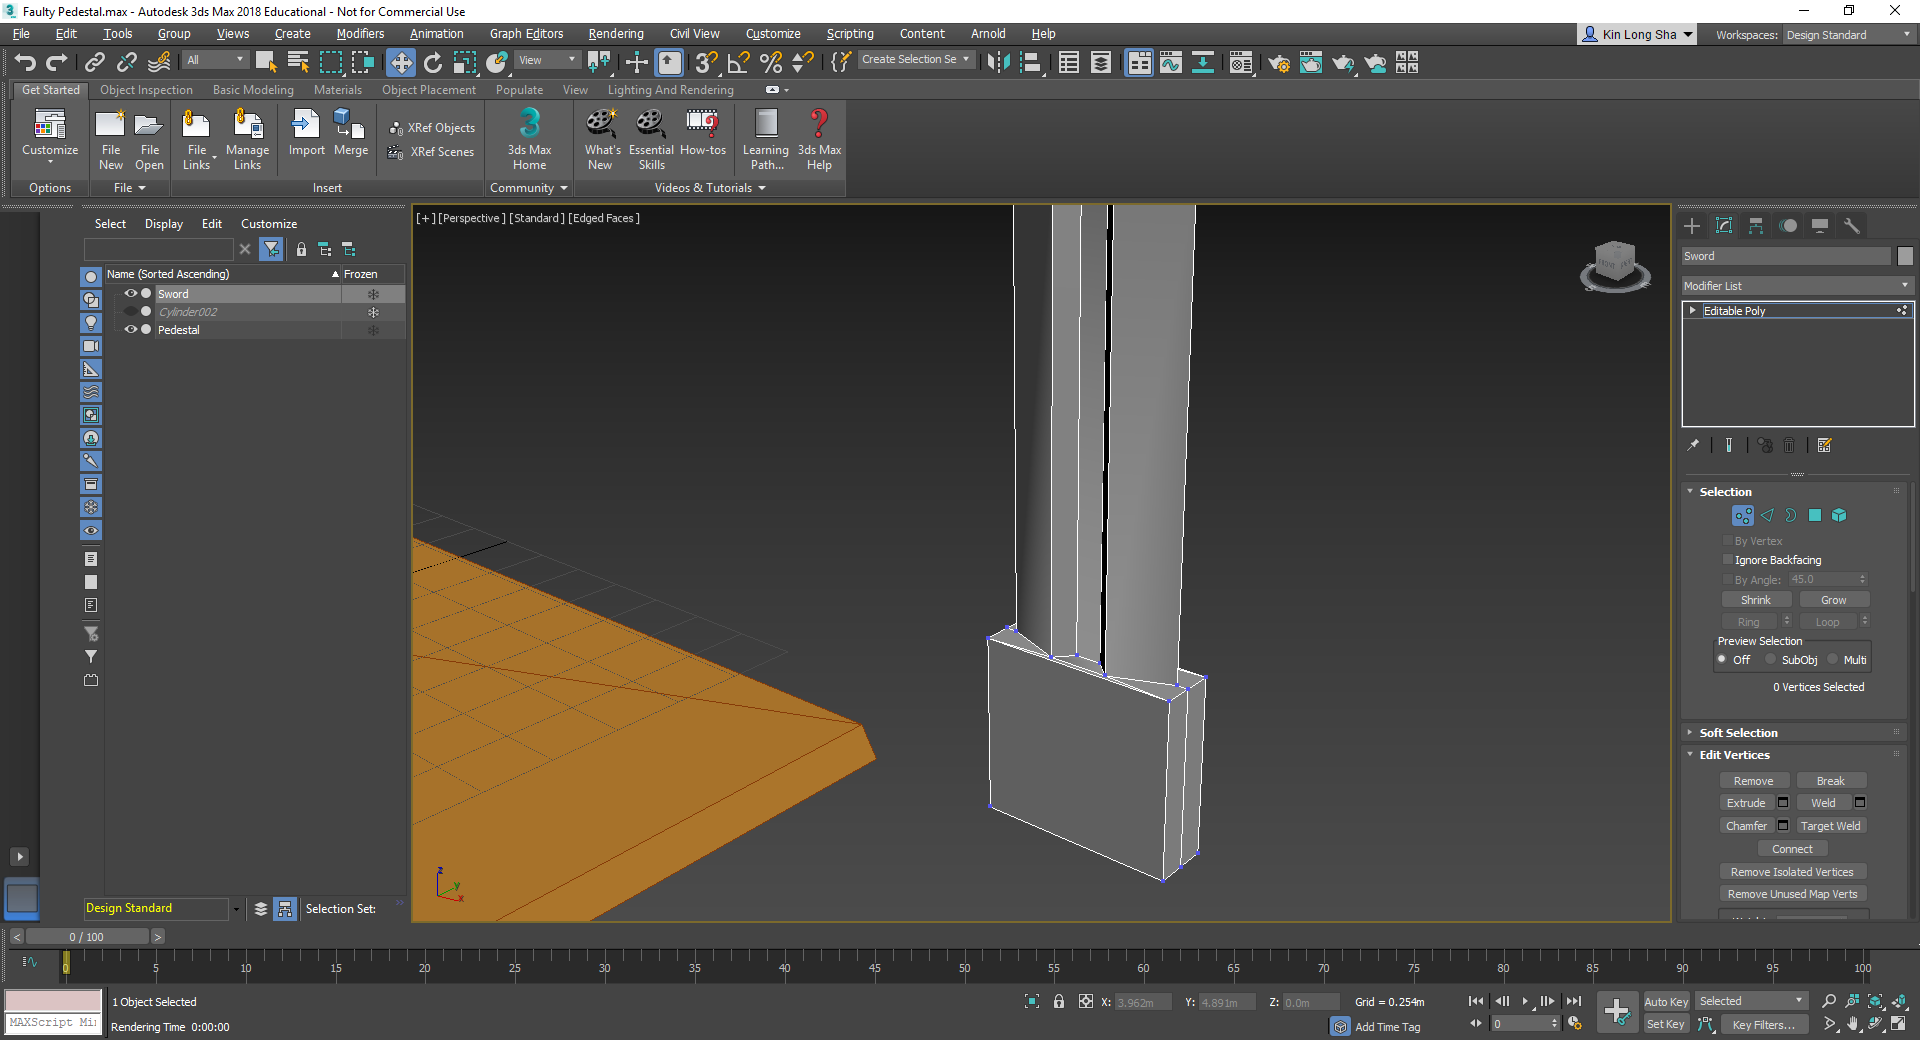 Faulty Pedestal.max - Autodesk 3ds Max 2018 Educational - Not for Commercial Use
File Edit Tools Group Views Create Modifiers Animation Graph Editors Rendering Civil View Customize Scripting Content Arnold Help
Kin Long Sha
Workspaces: Design Standard
All
View
Create Selection Se
Get Started Object Inspection Basic Modeling Materials Object Placement Populate View Lighting And Rendering
Customize
File New
File Open
File Links
Manage Links
Import
Merge
XRef Objects
XRef Scenes
3ds Max Home
What's New
Essential Skills
How-tos
Learning Path...
3ds Max Help
Options
File
Insert
Community
Videos & Tutorials
Select Display Edit Customize
Name (Sorted Ascending) Frozen
Sword
Cylinder002
Pedestal
[+] [Perspective] [Standard] [Edged Faces]
z
y
x
Sword
Modifier List
Editable Poly
Selection
By Vertex
Ignore Backfacing
By Angle: 45.0
Shrink Grow
Ring Loop
Preview Selection
Off SubObj Multi
0 Vertices Selected
Soft Selection
Edit Vertices
Remove Break
Extrude Weld
Chamfer Target Weld
Connect
Remove Isolated Vertices
Remove Unused Map Verts
Design Standard
Selection Set:
< 0 / 100 >
0 5 10 15 20 25 30 35 40 45 50 55 60 65 70 75 80 85 90 95 100
1 Object Selected
X: 3.962m Y: 4.891m Z: 0.0m Grid = 0.254m
Auto Key Selected
MAXScript Mi
Rendering Time 0:00:00
Add Time Tag
0
Set Key Key Filters...